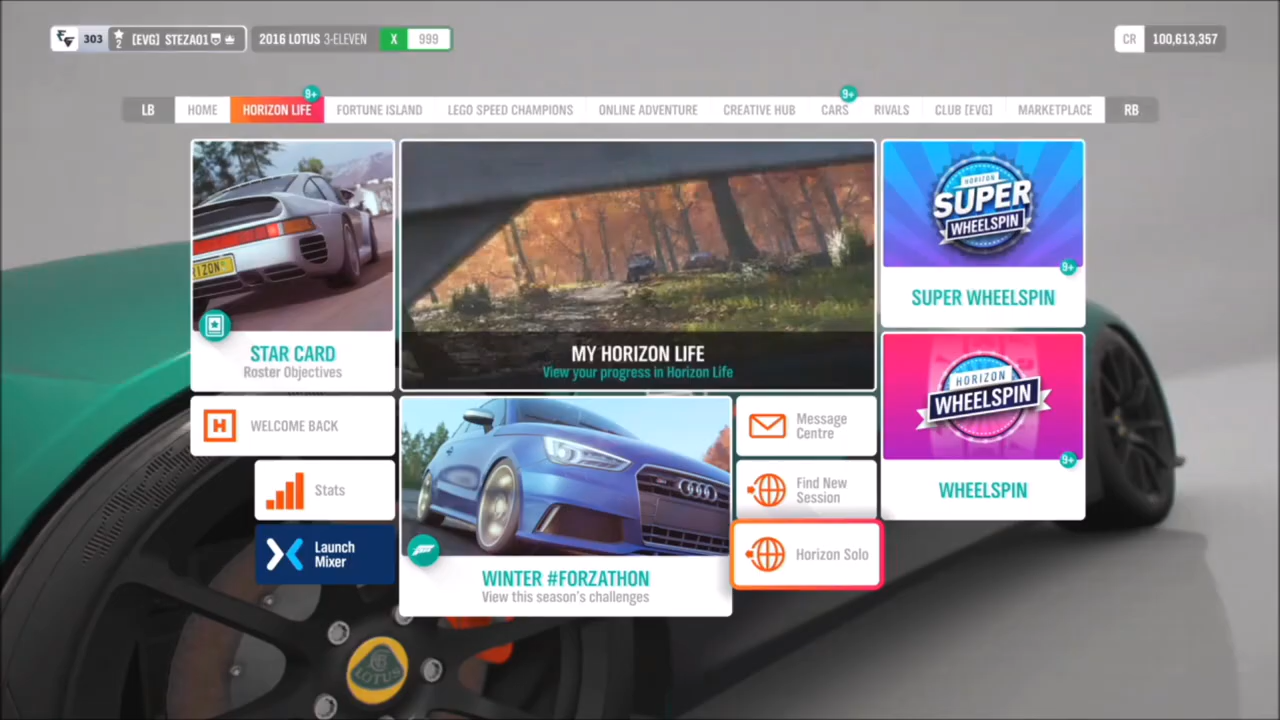 303 2 [EVG] STEZA01 2016 LOTUS 3-ELEVEN X 999 CR 100,613,357
9+ 9+
LB HOME HORIZON LIFE FORTUNE ISLAND LEGO SPEED CHAMPIONS ONLINE ADVENTURE CREATIVE HUB CARS RIVALS CLUB [EVG] MARKETPLACE RB
HORIZON
SUPER
WHEELSPIN
9+
SUPER WHEELSPIN
STAR CARD
Roster Objectives
MY HORIZON LIFE
View your progress in Horizon Life
HORIZON
WHEELSPIN
9+
WHEELSPIN
H WELCOME BACK
Stats
Launch
Mixer
WINTER #FORZATHON
View this season's challenges
Message
Centre
Find New
Session
Horizon Solo
LOTUS